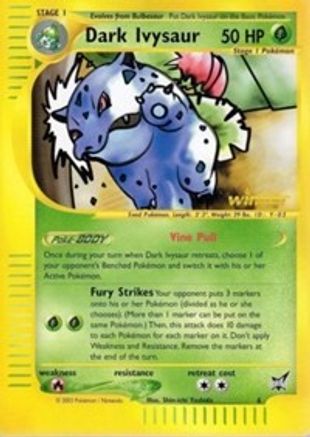 STAGE 1
Evolves from Bulbasaur Put Dark Ivysaur on the Basic Pokémon
Dark Ivysaur 50 HP
Stage 1 Pokémon
winner
Seed Pokémon. Length: 3' 3", Weight: 29 lbs.
Poké-BODY Vine Pull
Once during your turn when Dark Ivysaur retreats, choose 1 of
your opponent's Benched Pokémon and switch it with his or her
Active Pokémon.
Fury Strikes Your opponent puts 3 markers
onto his or her Pokémon (divided as he or she
chooses). (More than 1 marker can be put on the
same Pokémon.) Then, this attack does 10 damage
to each Pokémon for each marker on it. Don't apply
Weakness and Resistance. Remove the markers at
the end of the turn.
weakness resistance retreat cost
© 2003 Pokémon / Nintendo. Illus. Shin-ichi Yoshida 6